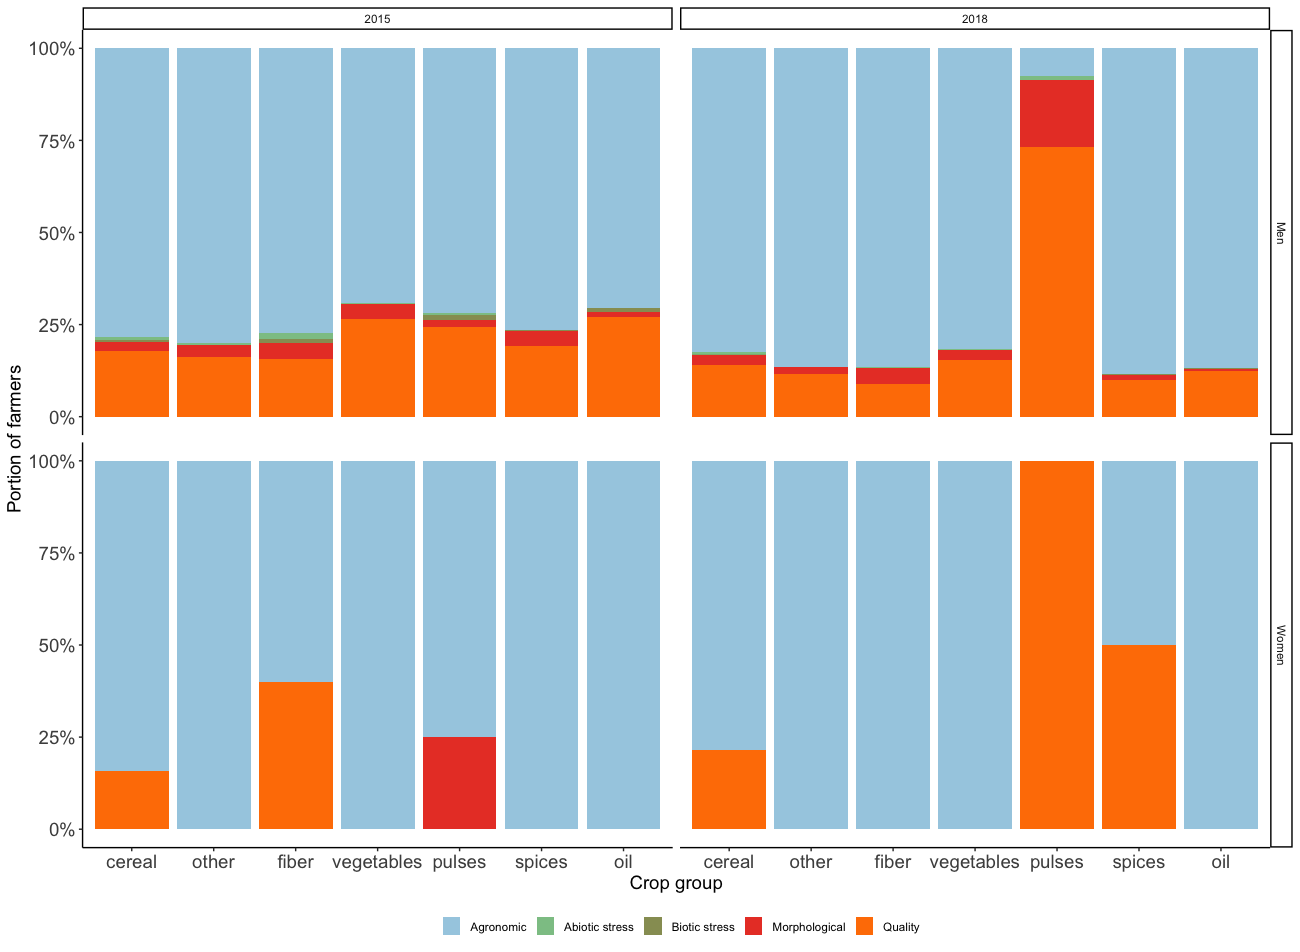 2015
2018
100%
75%
50%
25%
0%
Men
100%
75%
50%
25%
0%
Women
Portion of farmers
cereal other fiber vegetables pulses spices oil
cereal other fiber vegetables pulses spices oil
Crop group
Agronomic Abiotic stress Biotic stress Morphological Quality